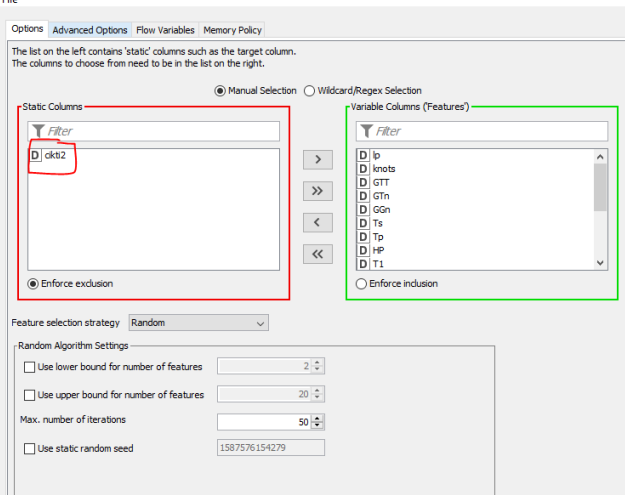 File
Options Advanced Options Flow Variables Memory Policy
The list on the left contains 'static' columns such as the target column.
The columns to choose from need to be in the list on the right.
Manual Selection Wildcard/Regex Selection
Static Columns
Filter
D cikti2
Enforce exclusion
>
>>
<
<<
Variable Columns ('Features')
Filter
D lp
D knots
D GTT
D GTn
D GGn
D Ts
D Tp
D HP
D T1
Enforce inclusion
Feature selection strategy Random
Random Algorithm Settings
Use lower bound for number of features 2
Use upper bound for number of features 20
Max. number of iterations 50
Use static random seed 1587576154279